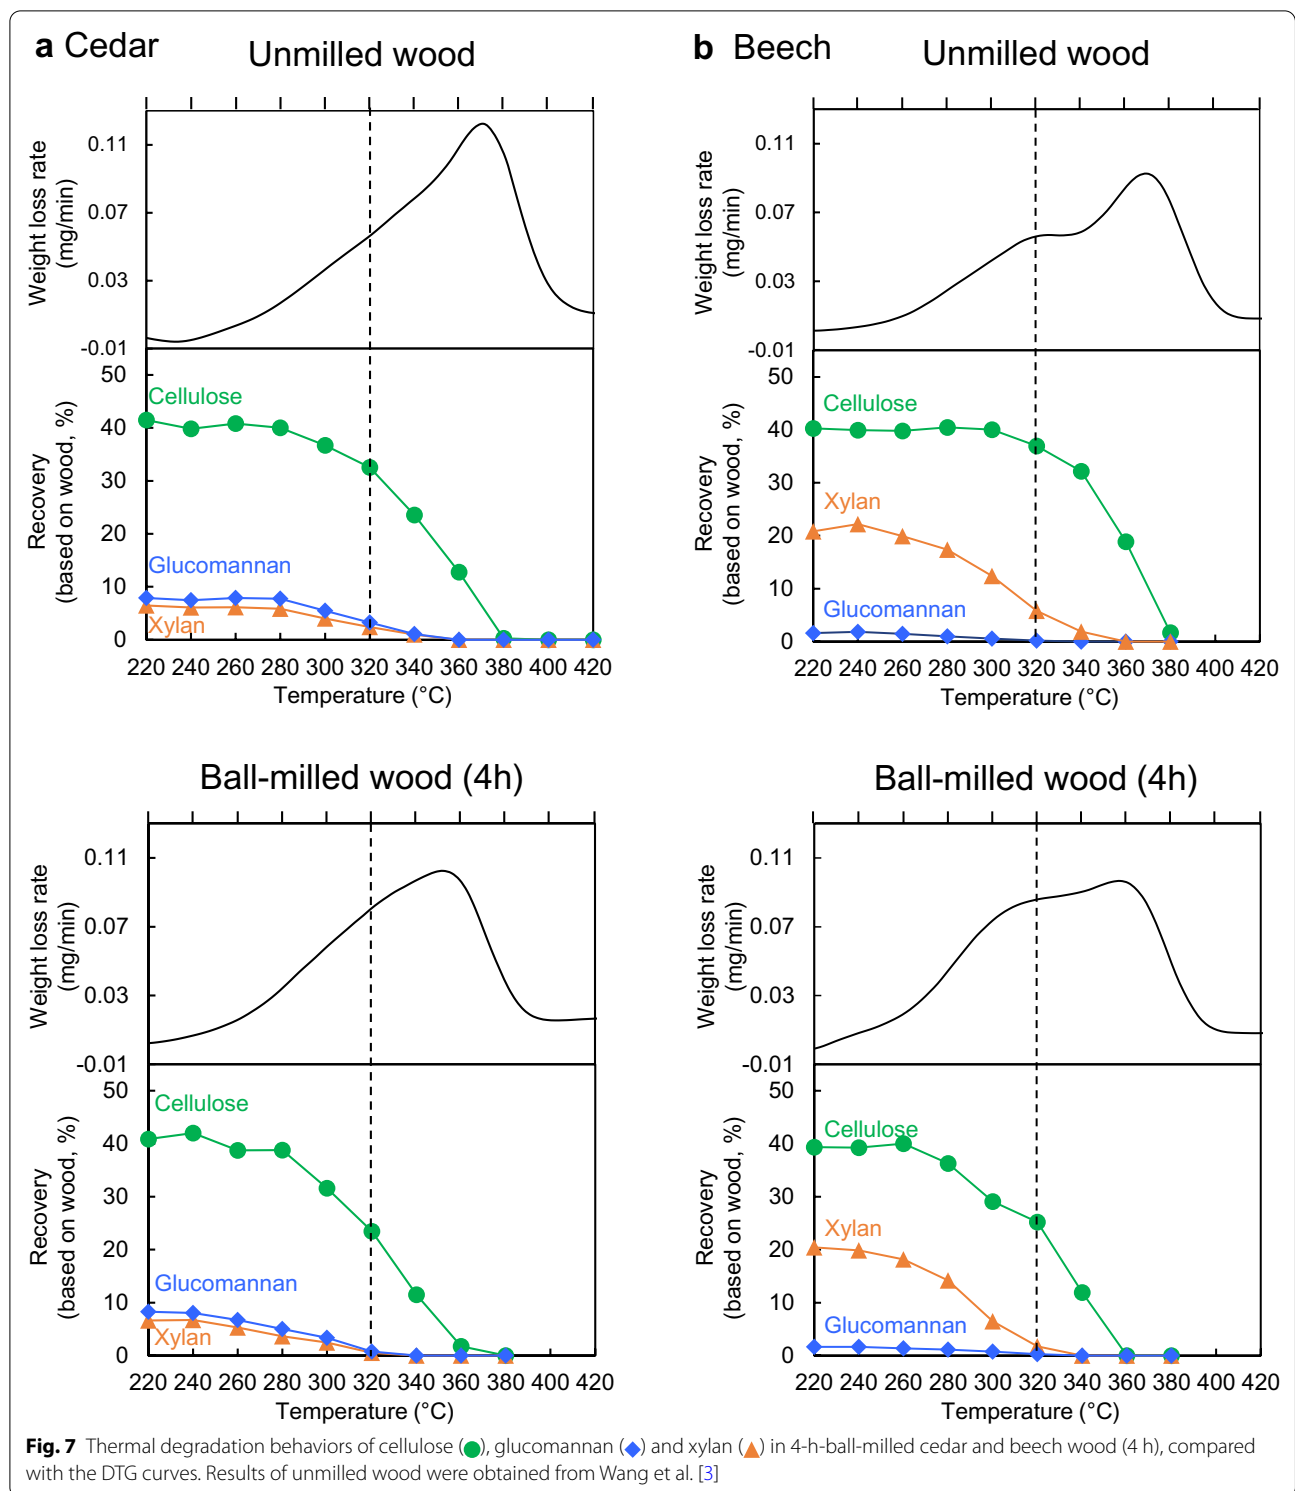 a Cedar
Unmilled wood
Weight loss rate
(mg/min)
0.11
0.07
0.03
-0.01
Recovery
(based on wood, %)
50
40
30
20
10
0
Cellulose
Glucomannan
Xylan
220 240 260 280 300 320 340 360 380 400 420
Temperature (°C)
b Beech
Unmilled wood
Weight loss rate
(mg/min)
0.11
0.07
0.03
-0.01
Recovery
(based on wood, %)
50
40
30
20
10
0
Cellulose
Xylan
Glucomannan
220 240 260 280 300 320 340 360 380 400 420
Temperature (°C)
Ball-milled wood (4h)
Weight loss rate
(mg/min)
0.11
0.07
0.03
-0.01
Recovery
(based on wood, %)
50
40
30
20
10
0
Cellulose
Glucomannan
Xylan
220 240 260 280 300 320 340 360 380 400 420
Temperature (°C)
Ball-milled wood (4h)
Weight loss rate
(mg/min)
0.11
0.07
0.03
-0.01
Recovery
(based on wood, %)
50
40
30
20
10
0
Cellulose
Xylan
Glucomannan
220 240 260 280 300 320 340 360 380 400 420
Temperature (°C)
Fig. 7 Thermal degradation behaviors of cellulose (●), glucomannan (◆) and xylan (▲) in 4-h-ball-milled cedar and beech wood (4 h), compared
with the DTG curves. Results of unmilled wood were obtained from Wang et al. [3]